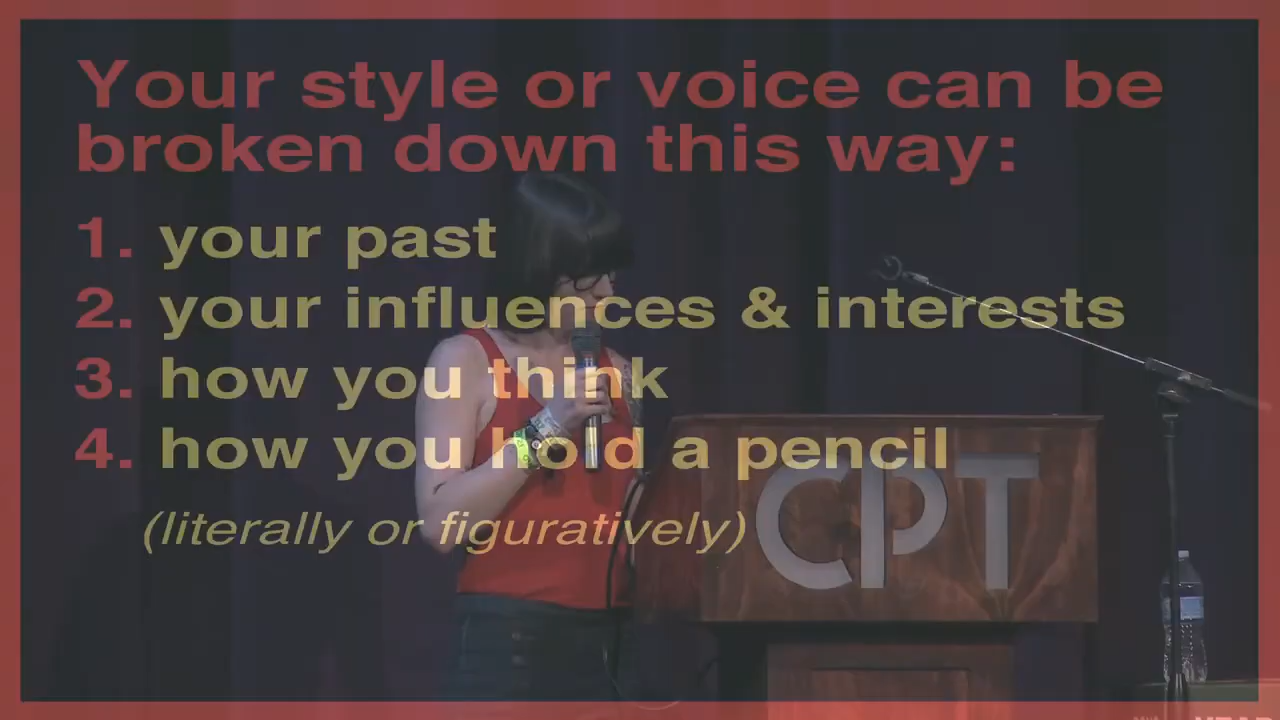 Your style or voice can be
broken down this way:
1. your past
2. your influences & interests
3. how you think
4. how you hold a pencil
(literally or figuratively)
CPT